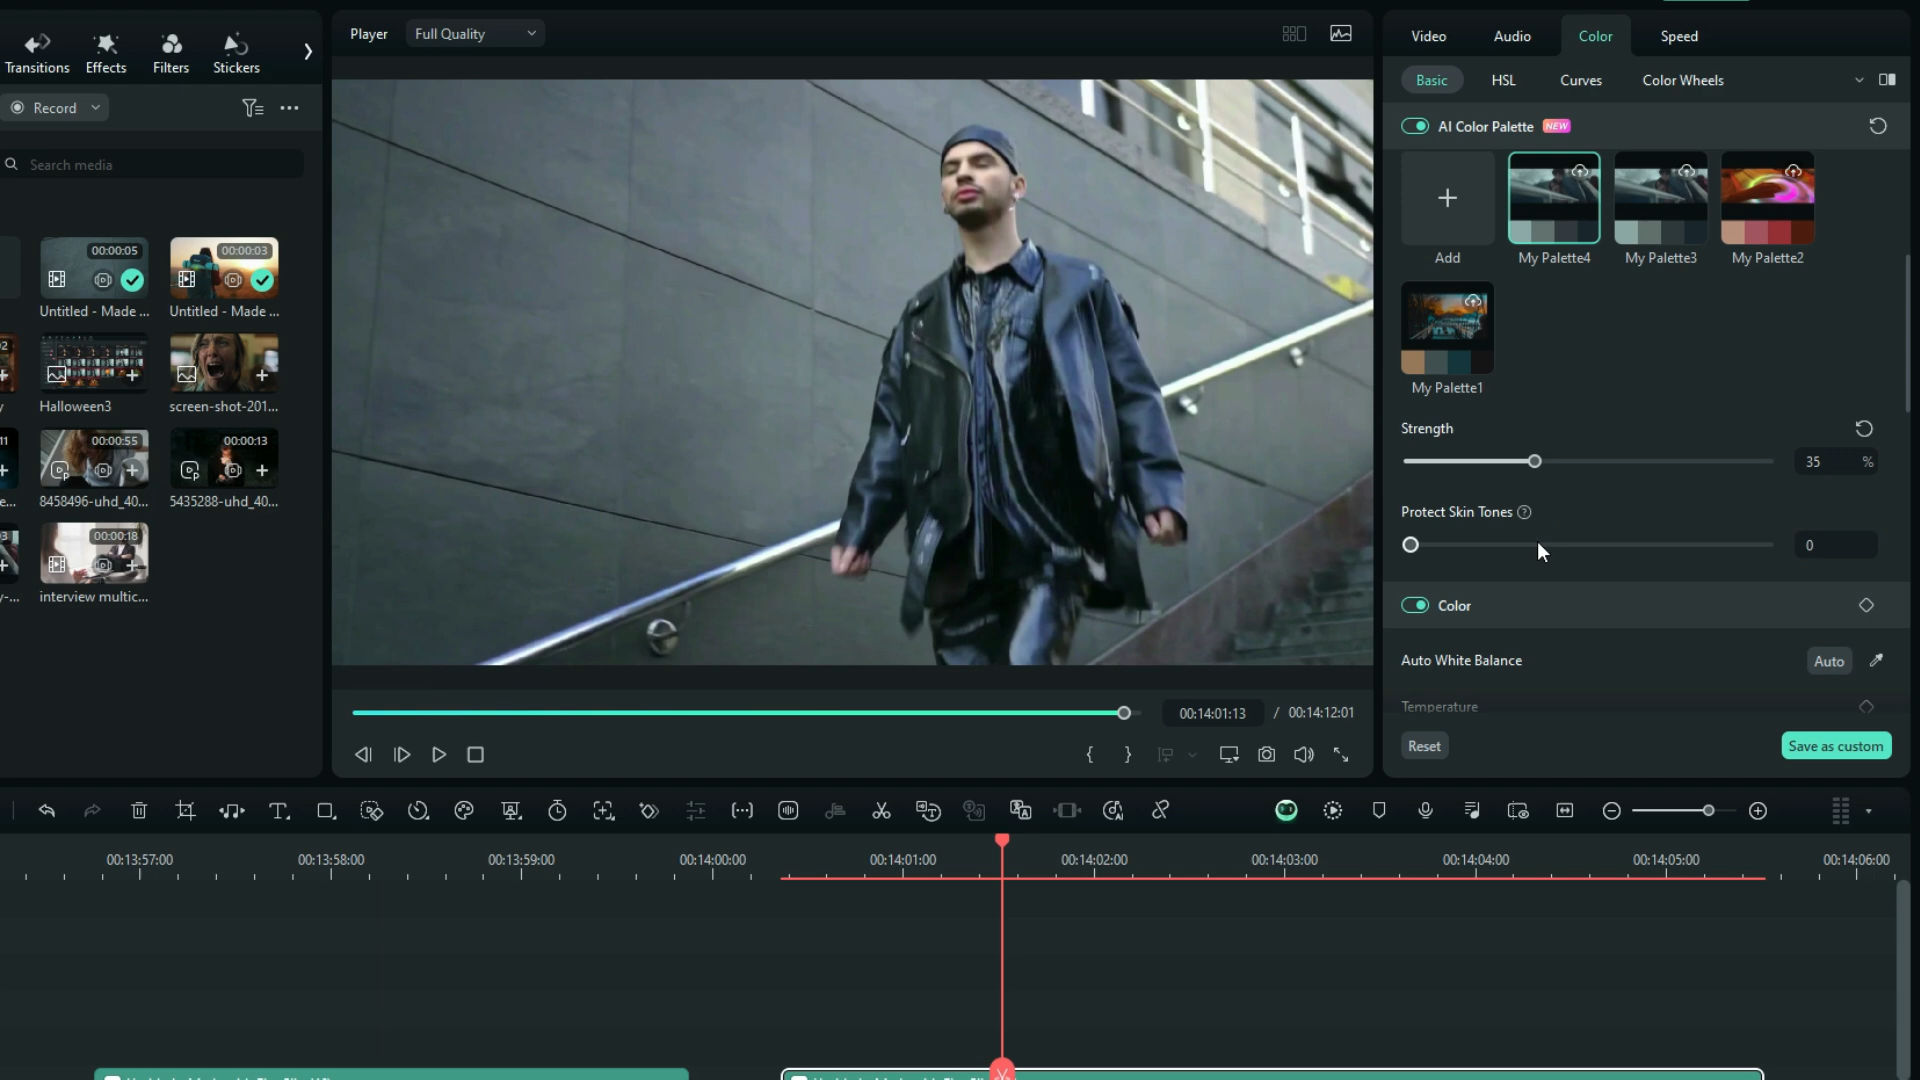 Transitions
Effects
Filters
Stickers
Record
Search media
00:00:05
00:00:03
Untitled - Made ...
Untitled - Made ...
Halloween3
screen-shot-201...
00:00:55
00:00:13
8458496-uhd_40...
5435288-uhd_40...
00:00:18
interview multic...
Player
Full Quality
00:14:01:13 / 00:14:12:01
{ }
Video
Audio
Color
Speed
Basic
HSL
Curves
Color Wheels
AI Color Palette NEW
Add
My Palette4
My Palette3
My Palette2
My Palette1
Strength
35 %
Protect Skin Tones ?
0
Color
Auto White Balance
Auto
Temperature
Reset
Save as custom
00:13:57:00
00:13:58:00
00:13:59:00
00:14:00:00
00:14:01:00
00:14:02:00
00:14:03:00
00:14:04:00
00:14:05:00
00:14:06:00